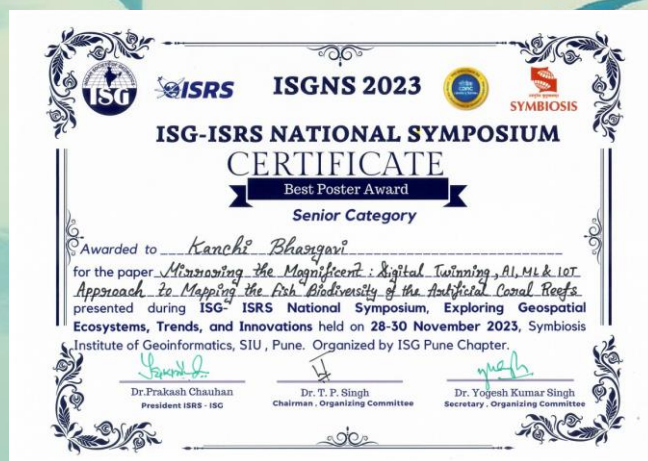 ISG
ISRS
ISGNS 2023
SYMBIOSIS
ISG-ISRS NATIONAL SYMPOSIUM
CERTIFICATE
Best Poster Award
Senior Category
Awarded to Kanchi Bhargavi
for the paper Mirroring the Magnificent : Digital Twinning, AI, ML & IOT
Approach to Mapping the Fish Biodiversity of the Artificial Coral Reefs
presented during ISG- ISRS National Symposium, Exploring Geospatial
Ecosystems, Trends, and Innovations held on 28-30 November 2023, Symbiosis
Institute of Geoinformatics, SIU , Pune. Organized by ISG Pune Chapter.
Dr.Prakash Chauhan
President ISRS - ISG
Dr. T. P. Singh
Chairman , Organizing Committee
Dr. Yogesh Kumar Singh
Secretary , Organizing Committee